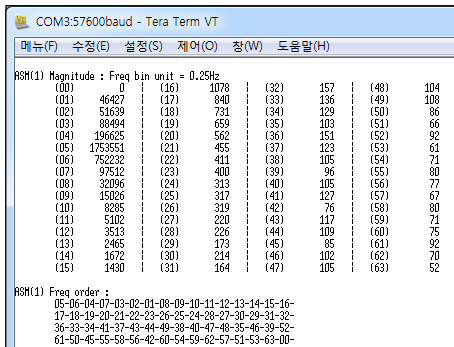 COM3:57600baud - Tera Term VT
메뉴(F) 수정(E) 설정(S) 제어(O) 창(W) 도움말(H)
ASM(1) Magnitude : Freq bin unit = 0.25Hz
(00) 0 ¦ (16) 1078 ¦ (32) 157 ¦ (48) 104
(01) 46427 ¦ (17) 840 ¦ (33) 136 ¦ (49) 108
(02) 51639 ¦ (18) 731 ¦ (34) 129 ¦ (50) 86
(03) 88494 ¦ (19) 659 ¦ (35) 103 ¦ (51) 66
(04) 196625 ¦ (20) 562 ¦ (36) 151 ¦ (52) 92
(05) 1753551 ¦ (21) 455 ¦ (37) 123 ¦ (53) 61
(06) 752232 ¦ (22) 411 ¦ (38) 105 ¦ (54) 71
(07) 97512 ¦ (23) 400 ¦ (39) 96 ¦ (55) 80
(08) 32096 ¦ (24) 313 ¦ (40) 105 ¦ (56) 77
(09) 15026 ¦ (25) 317 ¦ (41) 127 ¦ (57) 67
(10) 8285 ¦ (26) 319 ¦ (42) 76 ¦ (58) 80
(11) 5102 ¦ (27) 220 ¦ (43) 117 ¦ (59) 71
(12) 3513 ¦ (28) 226 ¦ (44) 109 ¦ (60) 75
(13) 2465 ¦ (29) 173 ¦ (45) 85 ¦ (61) 92
(14) 1672 ¦ (30) 214 ¦ (46) 102 ¦ (62) 70
(15) 1430 ¦ (31) 164 ¦ (47) 105 ¦ (63) 52
ASM(1) Freq order :
05-06-04-07-03-02-01-08-09-10-11-12-13-14-15-16-
17-18-19-20-21-22-23-26-25-24-28-27-30-29-31-32-
36-33-34-41-37-43-44-49-38-40-47-48-35-46-39-52-
61-50-45-55-58-56-42-60-54-59-62-57-51-53-63-00-